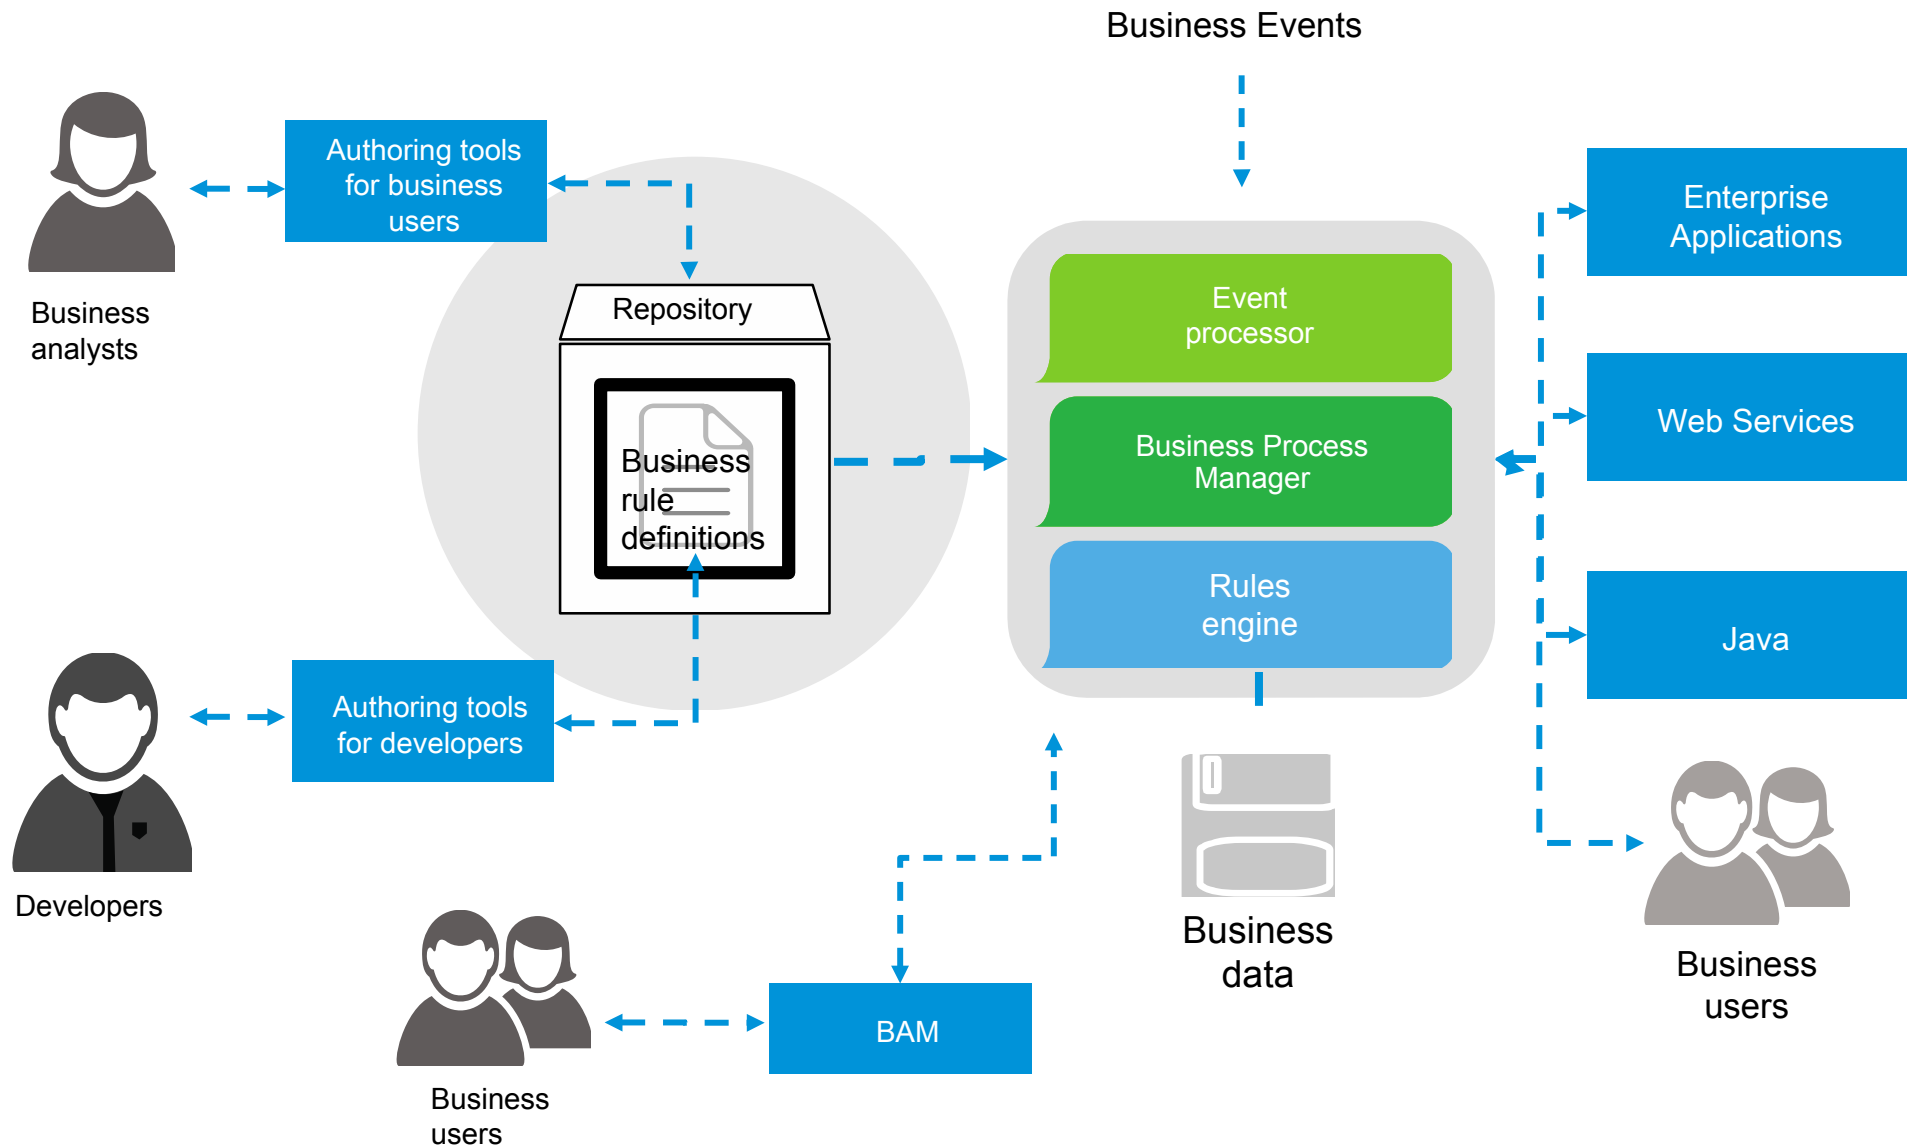 Business Events
Authoring tools
for business
users
Business
analysts
Repository
Business
rule
definitions
Event
processor
Business Process
Manager
Rules
engine
Enterprise
Applications
Web Services
Java
Authoring tools
for developers
Developers
Business
data
Business
users
BAM
Business
users